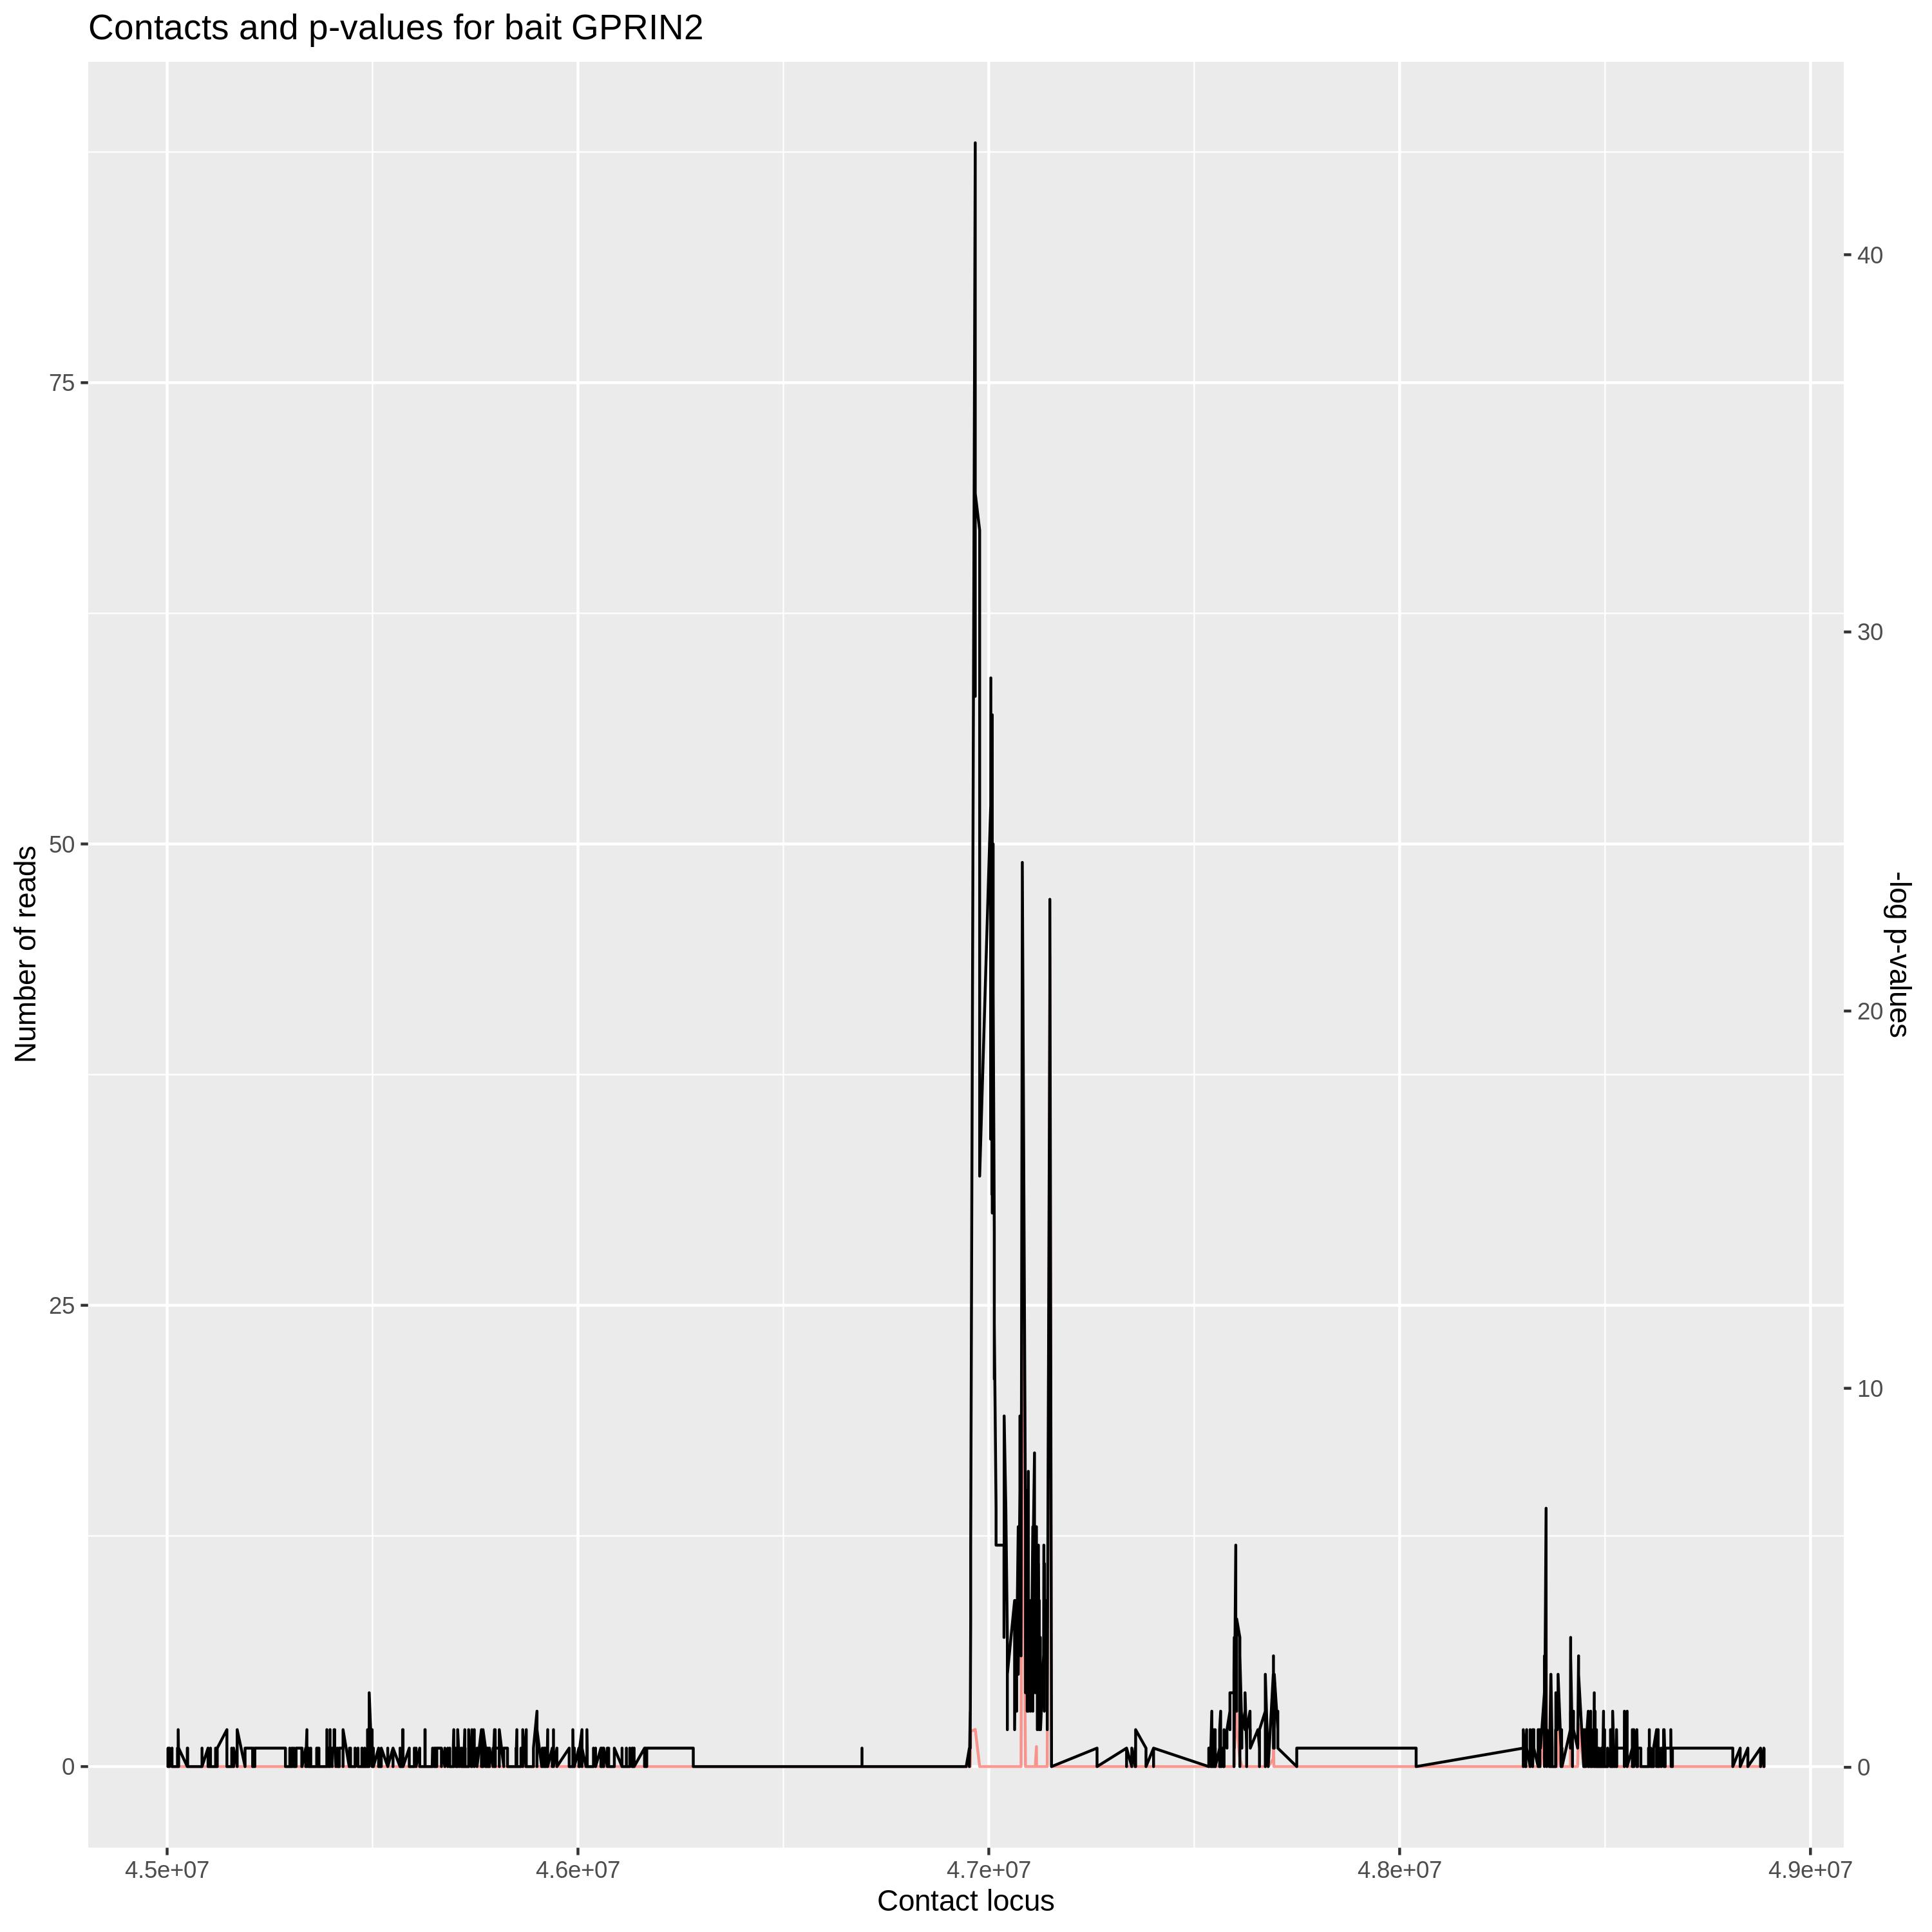 Contacts and p-values for bait GPRIN2
75
50
25
0
Number of reads
40
30
20
10
0
-log p-values
4.5e+07
4.6e+07
4.7e+07
4.8e+07
4.9e+07
Contact locus